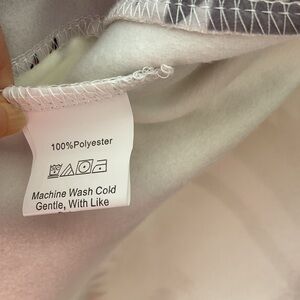 100%Polyester
Machine Wash Cold
Gentle, With Like